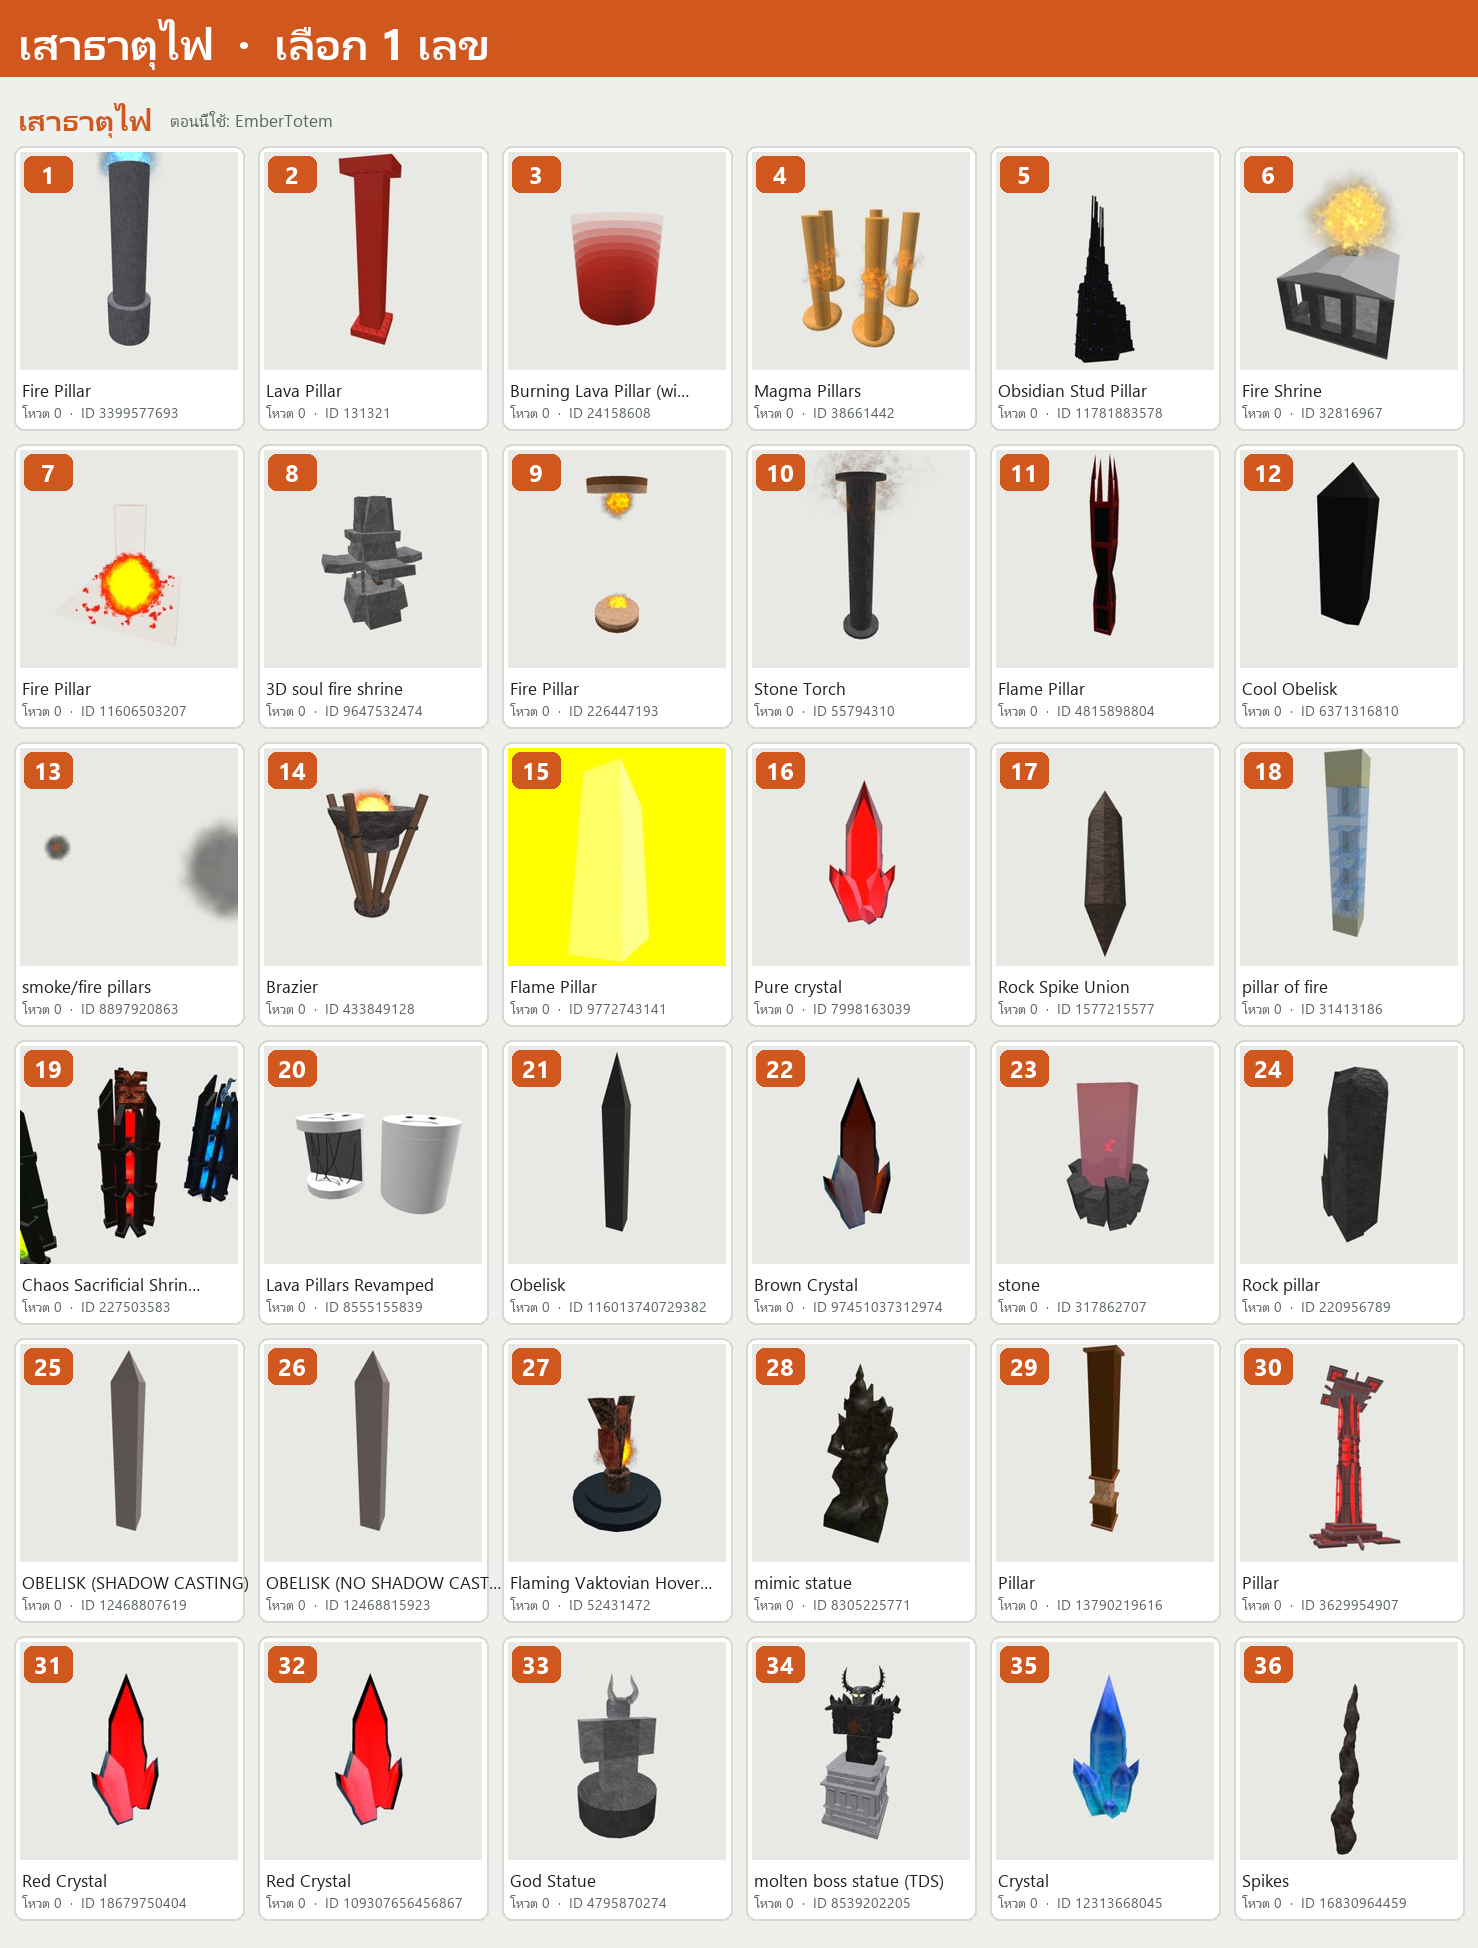 เสาธาตุไฟ · เลือก 1 เลข
เสาธาตุไฟ ตอนนี้ใช้: EmberTotem
1
Fire Pillar
โหวต 0 · ID 3399577693
2
Lava Pillar
โหวต 0 · ID 131321
3
Burning Lava Pillar (wi...
โหวต 0 · ID 24158608
4
Magma Pillars
โหวต 0 · ID 38661442
5
Obsidian Stud Pillar
โหวต 0 · ID 11781883578
6
Fire Shrine
โหวต 0 · ID 32816967
7
Fire Pillar
โหวต 0 · ID 11606503207
8
3D soul fire shrine
โหวต 0 · ID 9647532474
9
Fire Pillar
โหวต 0 · ID 226447193
10
Stone Torch
โหวต 0 · ID 55794310
11
Flame Pillar
โหวต 0 · ID 4815898804
12
Cool Obelisk
โหวต 0 · ID 6371316810
13
smoke/fire pillars
โหวต 0 · ID 8897920863
14
Brazier
โหวต 0 · ID 433849128
15
Flame Pillar
โหวต 0 · ID 9772743141
16
Pure crystal
โหวต 0 · ID 7998163039
17
Rock Spike Union
โหวต 0 · ID 1577215577
18
pillar of fire
โหวต 0 · ID 31413186
19
Chaos Sacrificial Shrin...
โหวต 0 · ID 227503583
20
Lava Pillars Revamped
โหวต 0 · ID 8555155839
21
Obelisk
โหวต 0 · ID 116013740729382
22
Brown Crystal
โหวต 0 · ID 97451037312974
23
stone
โหวต 0 · ID 317862707
24
Rock pillar
โหวต 0 · ID 220956789
25
OBELISK (SHADOW CASTING)
โหวต 0 · ID 12468807619
26
OBELISK (NO SHADOW CAST...
โหวต 0 · ID 12468815923
27
Flaming Vaktovian Hover...
โหวต 0 · ID 52431472
28
mimic statue
โหวต 0 · ID 8305225771
29
Pillar
โหวต 0 · ID 13790219616
30
Pillar
โหวต 0 · ID 3629954907
31
Red Crystal
โหวต 0 · ID 18679750404
32
Red Crystal
โหวต 0 · ID 109307656456867
33
God Statue
โหวต 0 · ID 4795870274
34
molten boss statue (TDS)
โหวต 0 · ID 8539202205
35
Crystal
โหวต 0 · ID 12313668045
36
Spikes
โหวต 0 · ID 16830964459